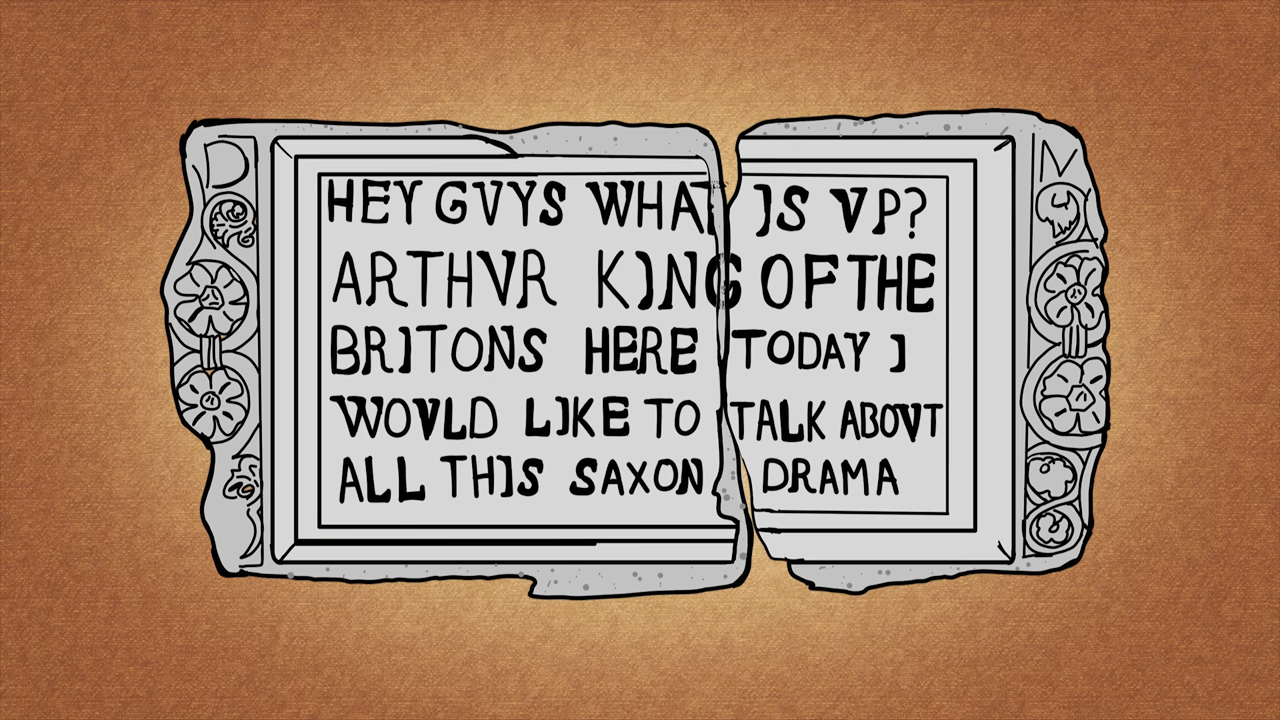 HEY GVYS WHAT IS VP?
ARTHVR KING OF THE
BRITONS HERE TODAY I
WOVLD LIKE TO TALK ABOVT
ALL THIS SAXON DRAMA